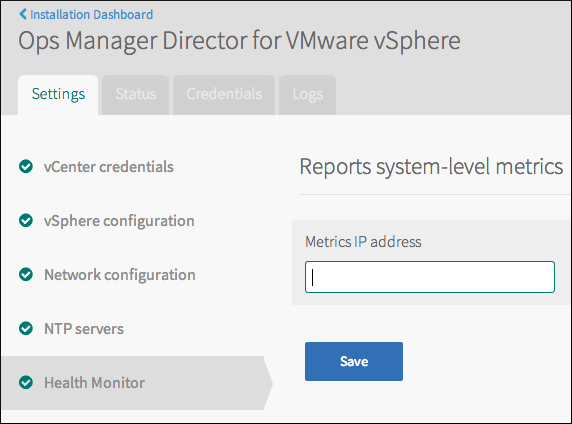 Installation Dashboard
Ops Manager Director for VMware vSphere
Settings
Status
Credentials
Logs
vCenter credentials
vSphere configuration
Network configuration
NTP servers
Health Monitor
Reports system-level metrics
Metrics IP address
Save